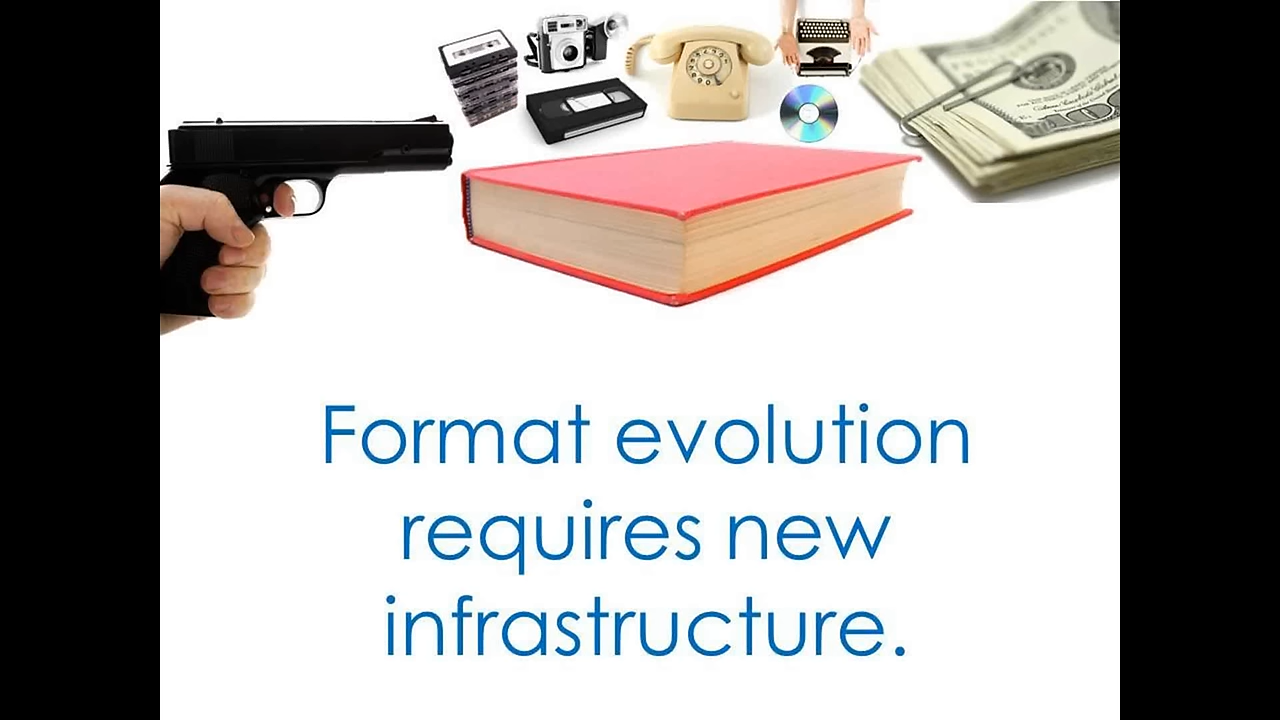 Format evolution
requires new
infrastructure.